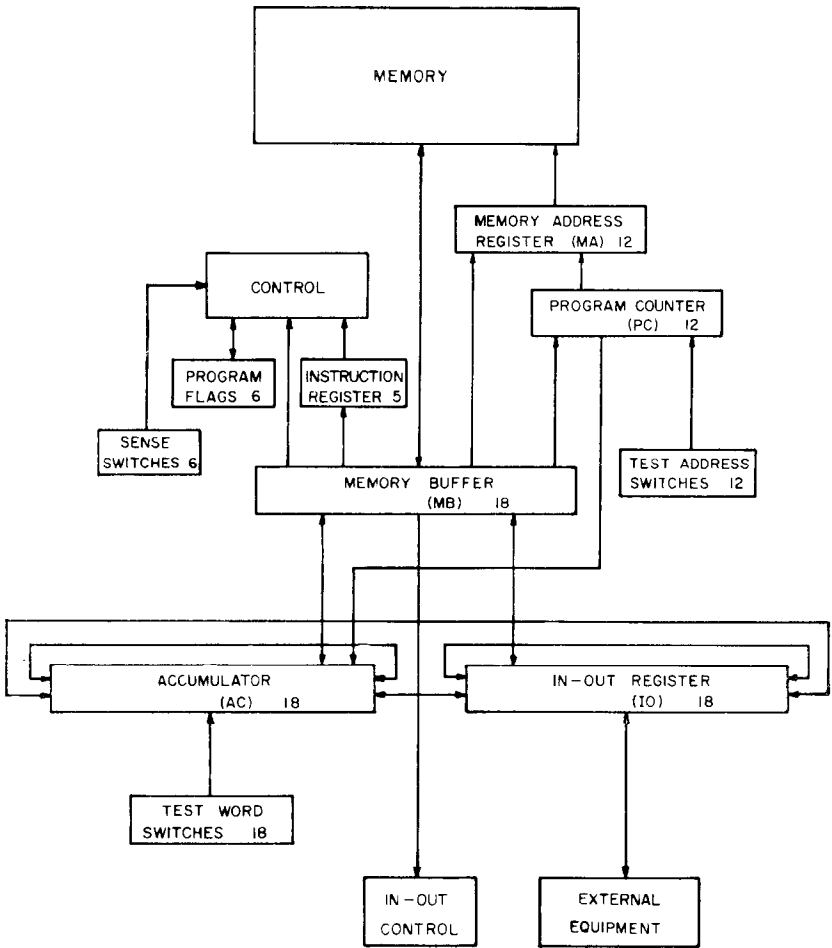 MEMORY
MEMORY ADDRESS
REGISTER (MA) 12
CONTROL
PROGRAM COUNTER
(PC) 12
PROGRAM
FLAGS 6
INSTRUCTION
REGISTER 5
SENSE
SWITCHES 6
TEST ADDRESS
SWITCHES 12
MEMORY BUFFER
(MB) 18
ACCUMULATOR
(AC) 18
IN-OUT REGISTER
(IO) 18
TEST WORD
SWITCHES 18
IN-OUT
CONTROL
EXTERNAL
EQUIPMENT